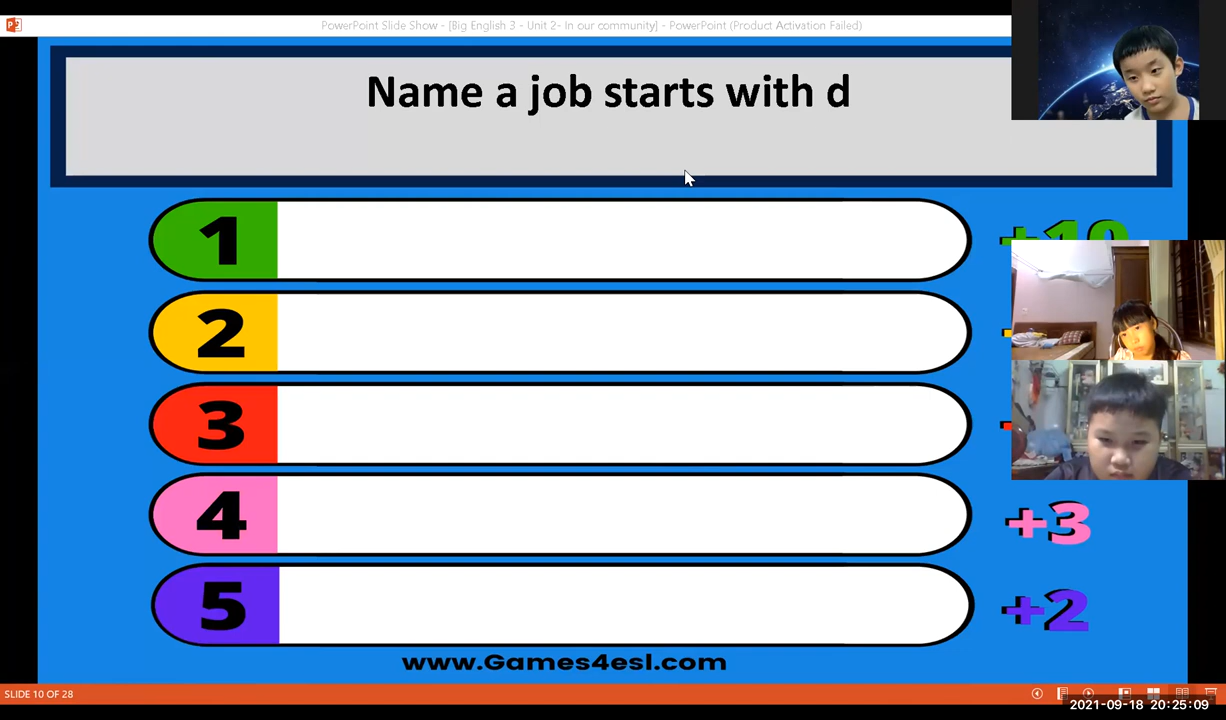 PowerPoint Slide Show - [Big English 3 - Unit 2- In our community] - PowerPoint (Product Activation Failed)
Name a job starts with d
1
+10
2
3
4
+3
5
+2
www.Games4esl.com
SLIDE 10 OF 28
2021-09-18 20:25:09